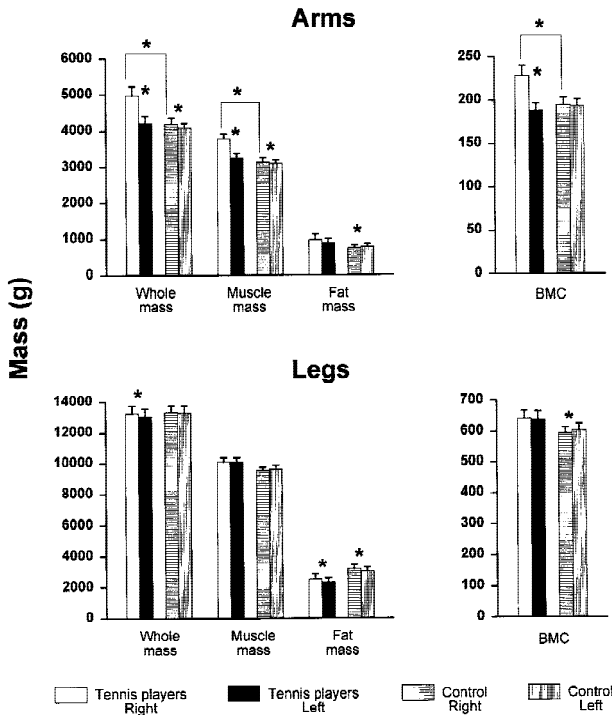 Arms
*
6000
5000
4000
3000
2000
1000
0
*
*
*
*
*
*
Whole
mass
Muscle
mass
Fat
mass
*
250
200
150
100
50
0
*
BMC
Mass (g)
Legs
14000
12000
10000
8000
6000
4000
2000
0
*
*
*
Whole
mass
Muscle
mass
Fat
mass
700
600
500
400
300
200
100
0
*
BMC
Tennis players
Right
Tennis players
Left
Control
Right
Control
Left